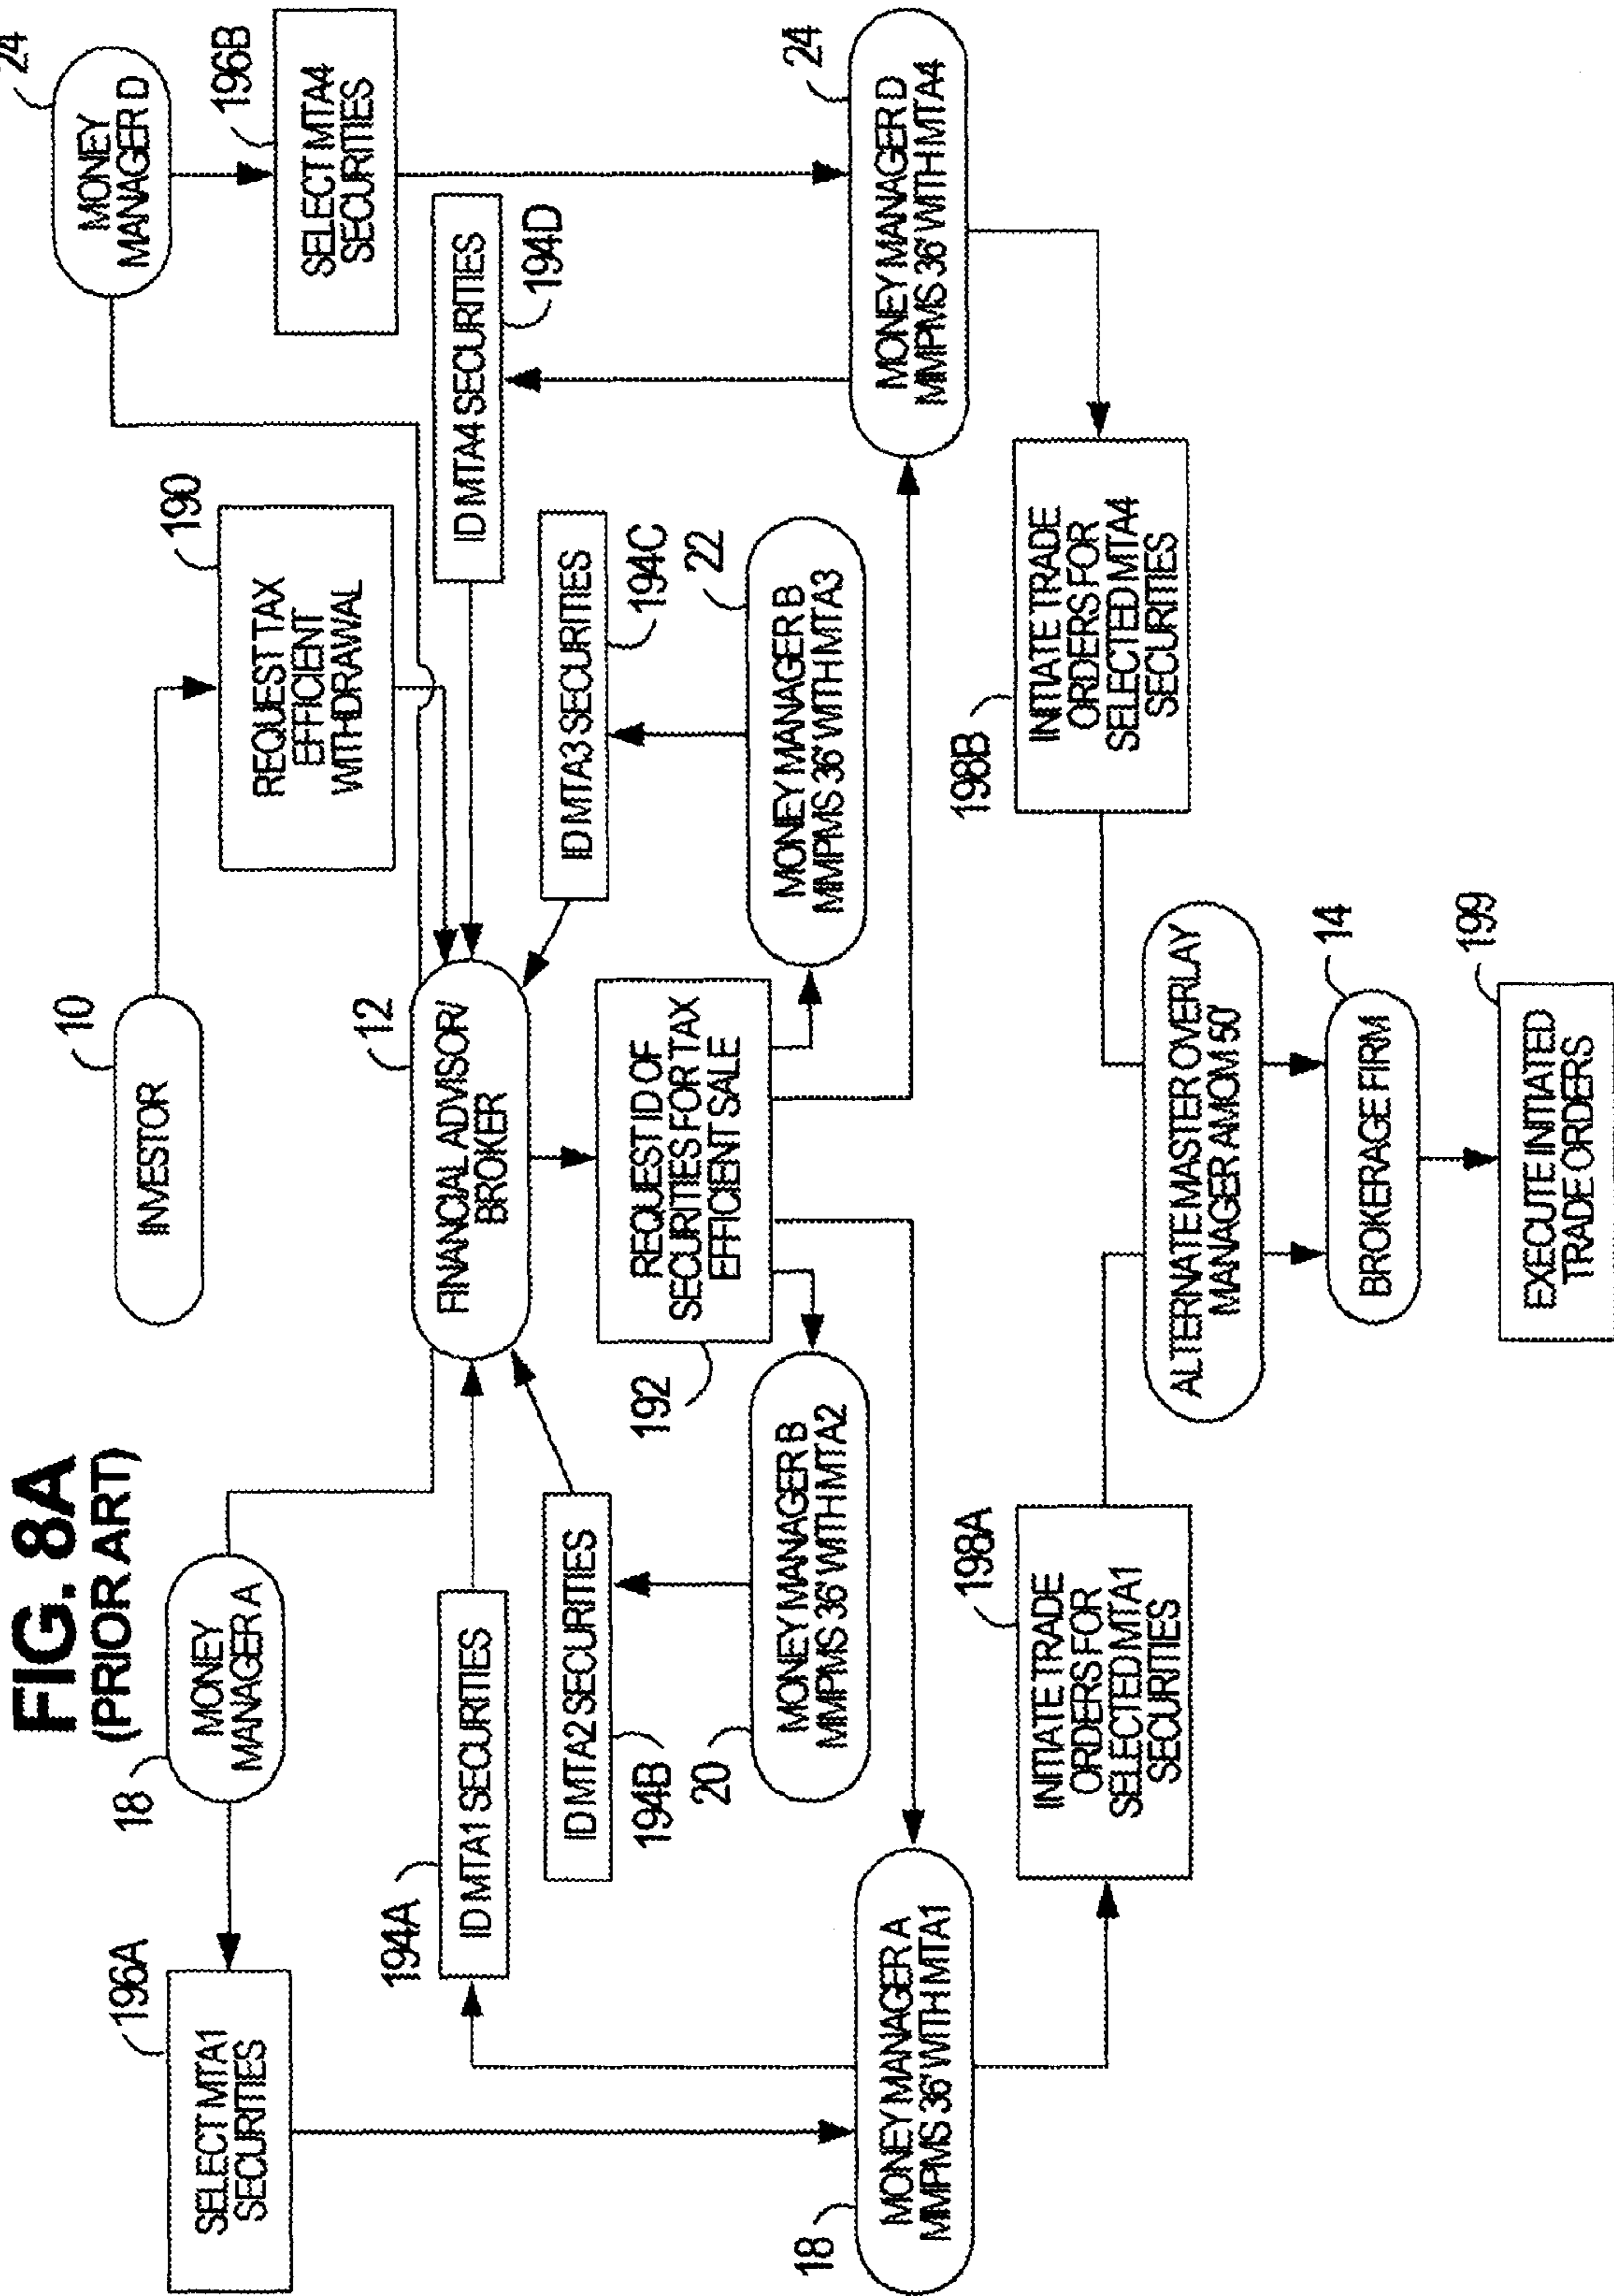 FIG. 8A
(PRIOR ART)
10
INVESTOR
190
REQUEST TAX
EFFICIENT
WITHDRAWAL
18
MONEY
MANAGER A
24
MONEY
MANAGER D
196A
SELECT MTA1
SECURITIES
196B
SELECT MTA4
SECURITIES
12
FINANCIAL ADVISOR/
BROKER
194A
ID MTA1 SECURITIES
ID MTA4 SECURITIES
194D
ID MTA2 SECURITIES
194B
ID MTA3 SECURITIES
194C
192
REQUEST ID OF
SECURITIES FOR TAX
EFFICIENT SALE
20
MONEY MANAGER B
MMPMS 36' WITH MTA2
22
MONEY MANAGER B
MMPMS 36' WITH MTA3
18
MONEY MANAGER A
MMPMS 36' WITH MTA1
24
MONEY MANAGER D
MMPMS 36' WITH MTA4
198A
INITIATE TRADE
ORDERS FOR
SELECTED MTA1
SECURITIES
198B
INITIATE TRADE
ORDERS FOR
SELECTED MTA4
SECURITIES
ALTERNATE MASTER OVERLAY
MANAGER AMOM 50'
14
BROKERAGE FIRM
199
EXECUTE INITIATED
TRADE ORDERS